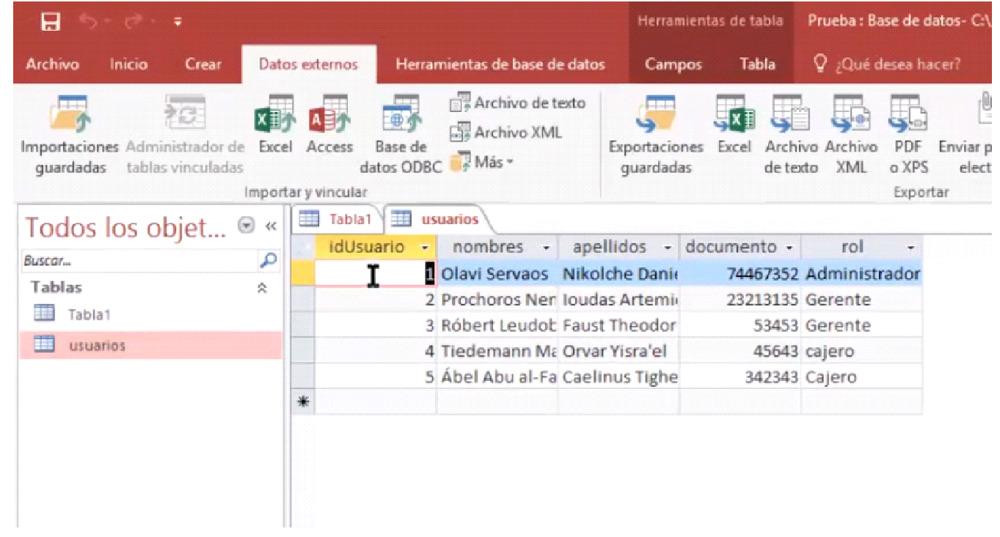 Herramientas de tabla Prueba : Base de datos- C:\
Archivo Inicio Crear Datos externos Herramientas de base de datos Campos Tabla ¿Qué desea hacer?
Importaciones guardadas
Administrador de tablas vinculadas
Excel
Access
Base de datos ODBC
Archivo de texto
Archivo XML
Más
Importar y vincular
Exportaciones guardadas
Excel
Archivo de texto
Archivo XML
PDF o XPS
Enviar p
elect
Exportar
Todos los objet... «
Buscar...
Tablas
Tabla1
usuarios
Tabla1 usuarios
idUsuario nombres apellidos documento rol
1 Olavi Servaos Nikolche Danie 74467352 Administrador
2 Prochoros Ner Ioudas Artemi 23213135 Gerente
3 Róbert Leudob Faust Theodor 53453 Gerente
4 Tiedemann Ma Orvar Yisra'el 45643 cajero
5 Ábel Abu al-Fa Caelinus Tighe 342343 Cajero